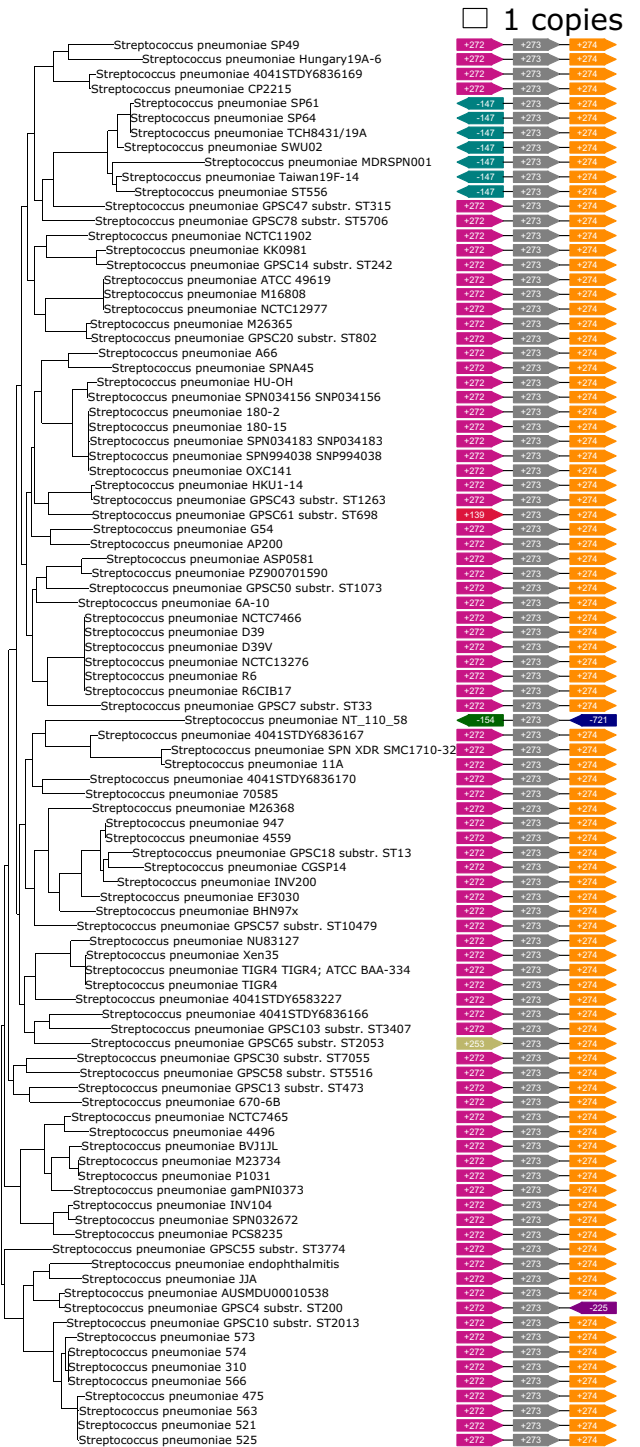 1 copies
Streptococcus pneumoniae SP49 +272 +273 +274
Streptococcus pneumoniae Hungary19A-6 +272 +273 +274
Streptococcus pneumoniae 4041STDY6836169 +272 +273 +274
Streptococcus pneumoniae CP2215 +272 +273 +274
Streptococcus pneumoniae SP61 -147 +273 +274
Streptococcus pneumoniae SP64 -147 +273 +274
Streptococcus pneumoniae TCH8431/19A -147 +273 +274
Streptococcus pneumoniae SWU02 -147 +273 +274
Streptococcus pneumoniae MDRSPN001 -147 +273 +274
Streptococcus pneumoniae Taiwan19F-14 -147 +273 +274
Streptococcus pneumoniae ST556 -147 +273 +274
Streptococcus pneumoniae GPSC47 substr. ST315 +272 +273 +274
Streptococcus pneumoniae GPSC78 substr. ST5706 +272 +273 +274
Streptococcus pneumoniae NCTC11902 +272 +273 +274
Streptococcus pneumoniae KK0981 +272 +273 +274
Streptococcus pneumoniae GPSC14 substr. ST242 +272 +273 +274
Streptococcus pneumoniae ATCC 49619 +272 +273 +274
Streptococcus pneumoniae M16808 +272 +273 +274
Streptococcus pneumoniae NCTC12977 +272 +273 +274
Streptococcus pneumoniae M26365 +272 +273 +274
Streptococcus pneumoniae GPSC20 substr. ST802 +272 +273 +274
Streptococcus pneumoniae A66 +272 +273 +274
Streptococcus pneumoniae SPNA45 +272 +273 +274
Streptococcus pneumoniae HU-OH +272 +273 +274
Streptococcus pneumoniae SPN034156 SNP034156 +272 +273 +274
Streptococcus pneumoniae 180-2 +272 +273 +274
Streptococcus pneumoniae 180-15 +272 +273 +274
Streptococcus pneumoniae SPN034183 SNP034183 +272 +273 +274
Streptococcus pneumoniae SPN994038 SNP994038 +272 +273 +274
Streptococcus pneumoniae OXC141 +272 +273 +274
Streptococcus pneumoniae HKU1-14 +272 +273 +274
Streptococcus pneumoniae GPSC43 substr. ST1263 +272 +273 +274
Streptococcus pneumoniae GPSC61 substr. ST698 +139 +273 +274
Streptococcus pneumoniae G54 +272 +273 +274
Streptococcus pneumoniae AP200 +272 +273 +274
Streptococcus pneumoniae ASP0581 +272 +273 +274
Streptococcus pneumoniae PZ900701590 +272 +273 +274
Streptococcus pneumoniae GPSC50 substr. ST1073 +272 +273 +274
Streptococcus pneumoniae 6A-10 +272 +273 +274
Streptococcus pneumoniae NCTC7466 +272 +273 +274
Streptococcus pneumoniae D39 +272 +273 +274
Streptococcus pneumoniae D39V +272 +273 +274
Streptococcus pneumoniae NCTC13276 +272 +273 +274
Streptococcus pneumoniae R6 +272 +273 +274
Streptococcus pneumoniae R6CIB17 +272 +273 +274
Streptococcus pneumoniae GPSC7 substr. ST33 +272 +273 +274
Streptococcus pneumoniae NT_110_58 -154 +273 -721
Streptococcus pneumoniae 4041STDY6836167 +272 +273 +274
Streptococcus pneumoniae SPN XDR SMC1710-32 +272 +273 +274
Streptococcus pneumoniae 11A +272 +273 +274
Streptococcus pneumoniae 4041STDY6836170 +272 +273 +274
Streptococcus pneumoniae 70585 +272 +273 +274
Streptococcus pneumoniae M26368 +272 +273 +274
Streptococcus pneumoniae 947 +272 +273 +274
Streptococcus pneumoniae 4559 +272 +273 +274
Streptococcus pneumoniae GPSC18 substr. ST13 +272 +273 +274
Streptococcus pneumoniae CGSP14 +272 +273 +274
Streptococcus pneumoniae INV200 +272 +273 +274
Streptococcus pneumoniae EF3030 +272 +273 +274
Streptococcus pneumoniae BHN97x +272 +273 +274
Streptococcus pneumoniae GPSC57 substr. ST10479 +272 +273 +274
Streptococcus pneumoniae NU83127 +272 +273 +274
Streptococcus pneumoniae Xen35 +272 +273 +274
Streptococcus pneumoniae TIGR4 TIGR4; ATCC BAA-334 +272 +273 +274
Streptococcus pneumoniae TIGR4 +272 +273 +274
Streptococcus pneumoniae 4041STDY6583227 +272 +273 +274
Streptococcus pneumoniae 4041STDY6836166 +272 +273 +274
Streptococcus pneumoniae GPSC103 substr. ST3407 +272 +273 +274
Streptococcus pneumoniae GPSC65 substr. ST2053 +253 +273 +274
Streptococcus pneumoniae GPSC30 substr. ST7055 +272 +273 +274
Streptococcus pneumoniae GPSC58 substr. ST5516 +272 +273 +274
Streptococcus pneumoniae GPSC13 substr. ST473 +272 +273 +274
Streptococcus pneumoniae 670-6B +272 +273 +274
Streptococcus pneumoniae NCTC7465 +272 +273 +274
Streptococcus pneumoniae 4496 +272 +273 +274
Streptococcus pneumoniae BVJ1JL +272 +273 +274
Streptococcus pneumoniae M23734 +272 +273 +274
Streptococcus pneumoniae P1031 +272 +273 +274
Streptococcus pneumoniae gamPNI0373 +272 +273 +274
Streptococcus pneumoniae INV104 +272 +273 +274
Streptococcus pneumoniae SPN032672 +272 +273 +274
Streptococcus pneumoniae PCS8235 +272 +273 +274
Streptococcus pneumoniae GPSC55 substr. ST3774 +272 +273 +274
Streptococcus pneumoniae endophthalmitis +272 +273 +274
Streptococcus pneumoniae JJA +272 +273 +274
Streptococcus pneumoniae AUSMDU00010538 +272 +273 +274
Streptococcus pneumoniae GPSC4 substr. ST200 +272 +273 -225
Streptococcus pneumoniae GPSC10 substr. ST2013 +272 +273 +274
Streptococcus pneumoniae 573 +272 +273 +274
Streptococcus pneumoniae 574 +272 +273 +274
Streptococcus pneumoniae 310 +272 +273 +274
Streptococcus pneumoniae 566 +272 +273 +274
Streptococcus pneumoniae 475 +272 +273 +274
Streptococcus pneumoniae 563 +272 +273 +274
Streptococcus pneumoniae 521 +272 +273 +274
Streptococcus pneumoniae 525 +272 +273 +274